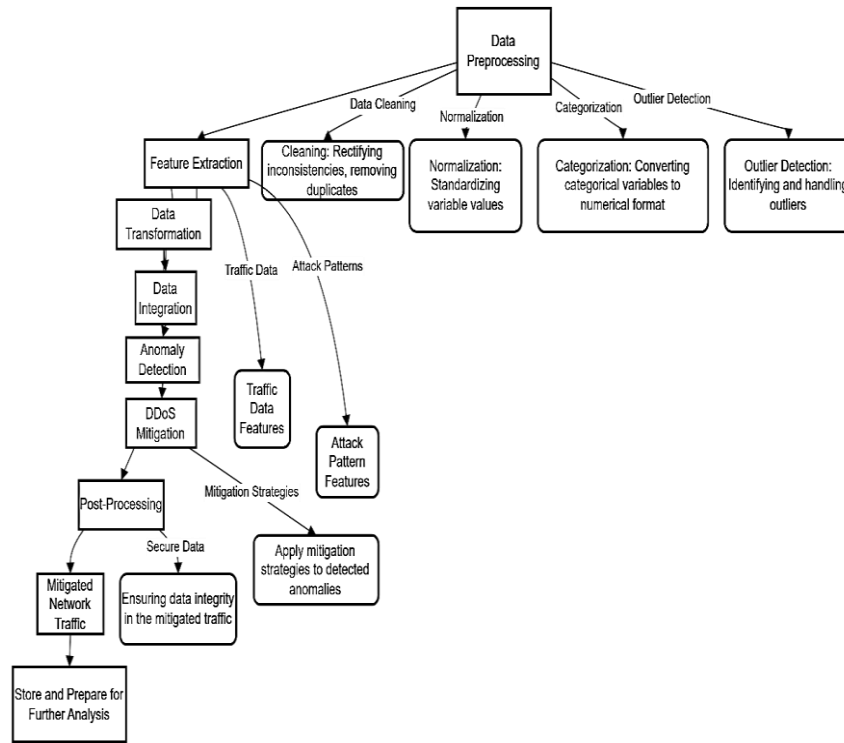 Data
Preprocessing
Data Cleaning
Normalization
Categorization
Outlier Detection
Feature Extraction
Cleaning: Rectifying
inconsistencies, removing
duplicates
Normalization:
Standardizing
variable values
Categorization: Converting
categorical variables to
numerical format
Outlier Detection:
Identifying and handling
outliers
Data
Transformation
Traffic Data
Attack Patterns
Data
Integration
Anomaly
Detection
Traffic
Data
Features
DDoS
Mitigation
Attack
Pattern
Features
Mitigation Strategies
Post-Processing
Secure Data
Apply mitigation
strategies to detected
anomalies
Mitigated
Network
Traffic
Ensuring data integrity
in the mitigated traffic
Store and Prepare for
Further Analysis